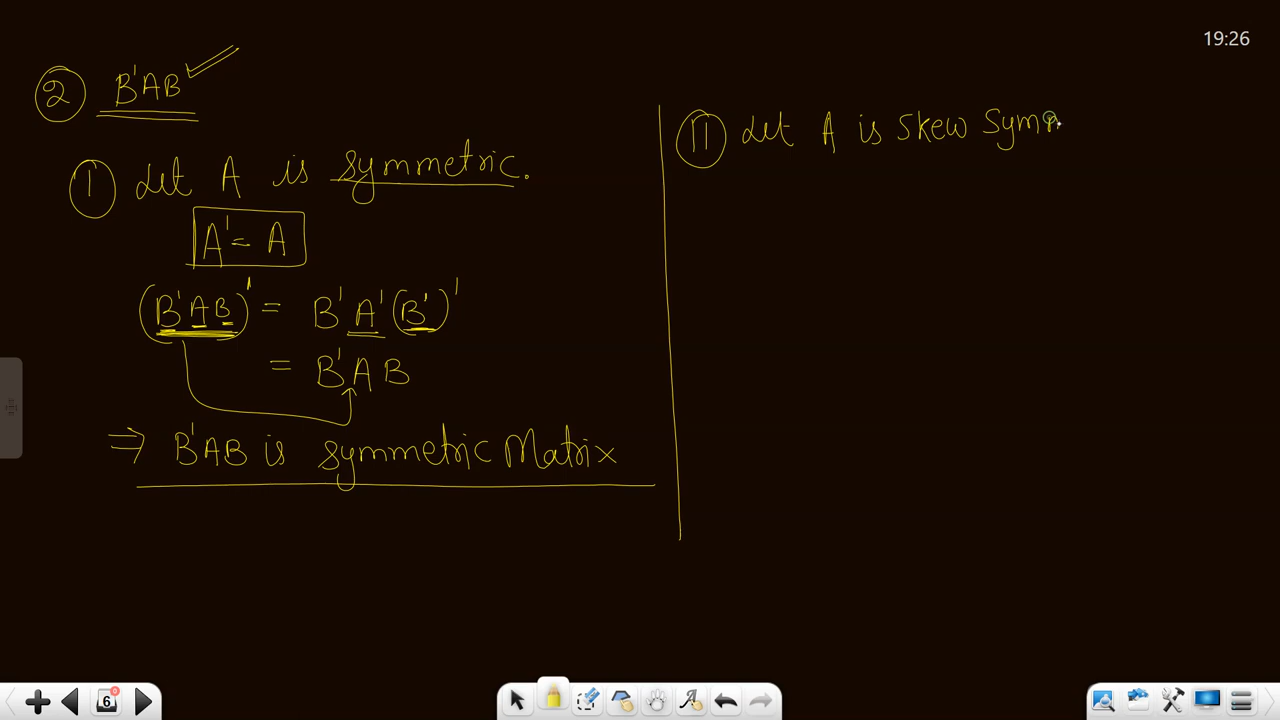 19:26
② B'AB
① Let A is symmetric.
A' = A
(B'AB)' = B'A'(B')'
= B'AB
⇒ B'AB is symmetric Matrix
Ⅱ Let A is Skew Symm
6